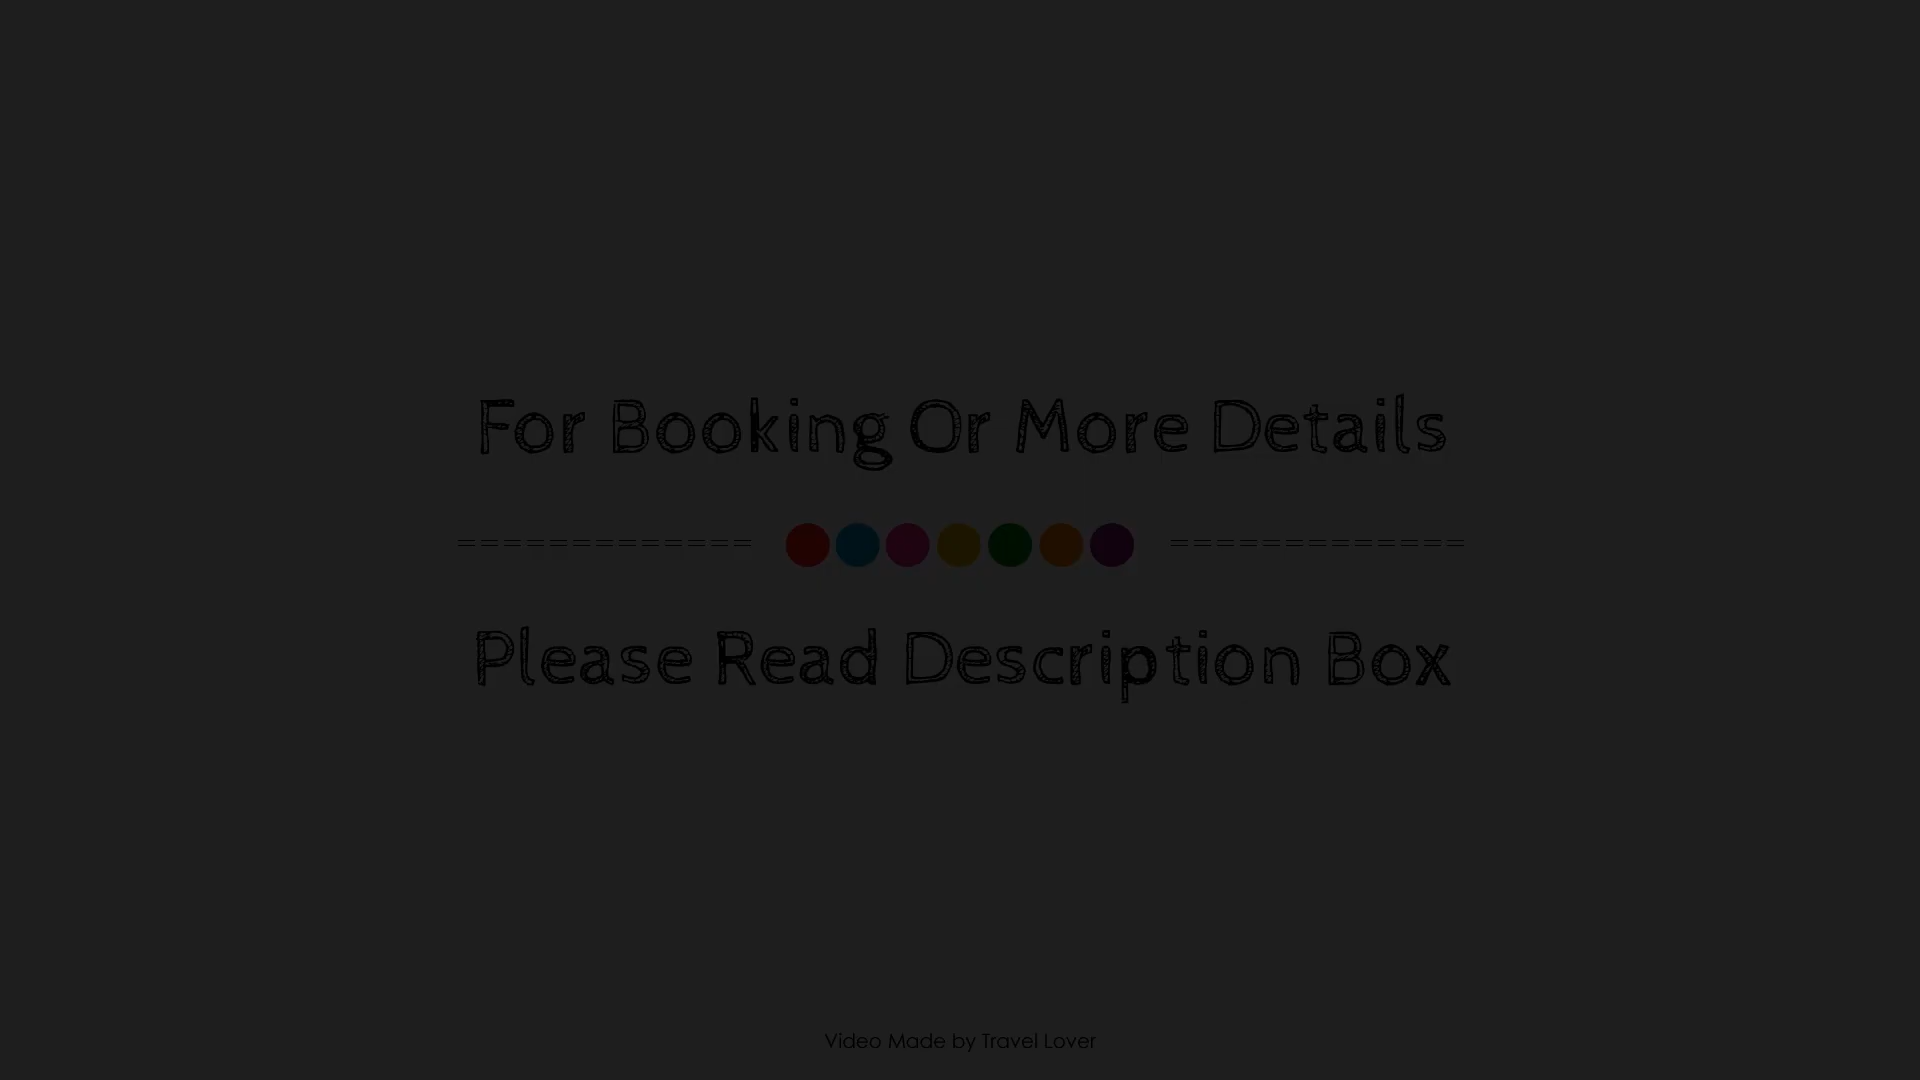 For Booking Or More Details
============= =============
Please Read Description Box
Video Made by Travel Lover